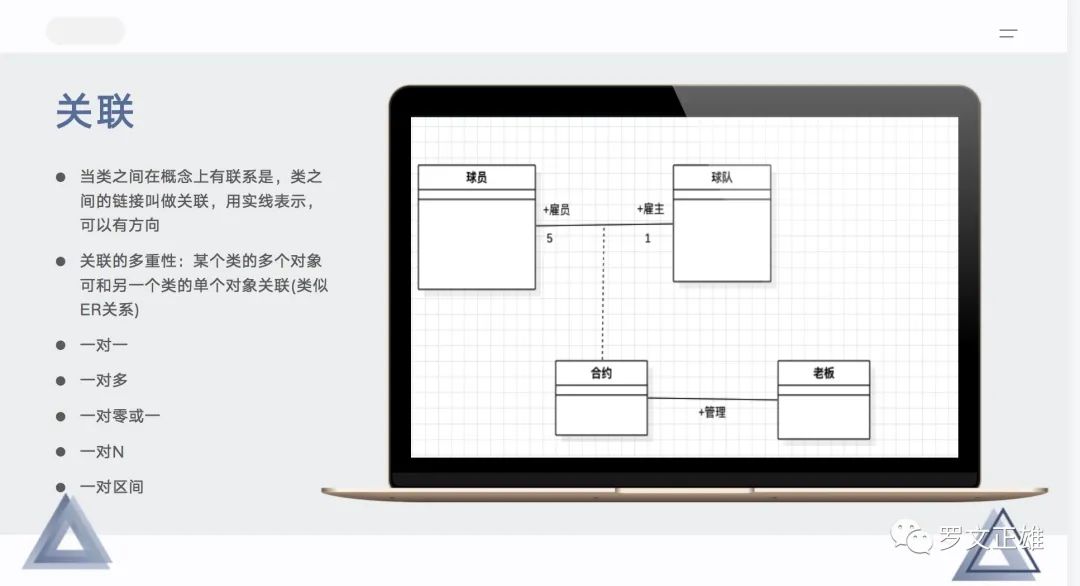 关联
当类之间在概念上有联系是，类之
间的链接叫做关联，用实线表示，
可以有方向
关联的多重性：某个类的多个对象
可和另一个类的单个对象关联(类似
ER关系)
一对一
一对多
一对零或一
一对N
一对区间
球员
球队
+雇员
+雇主
5
1
合约
老板
+管理
罗文正雄